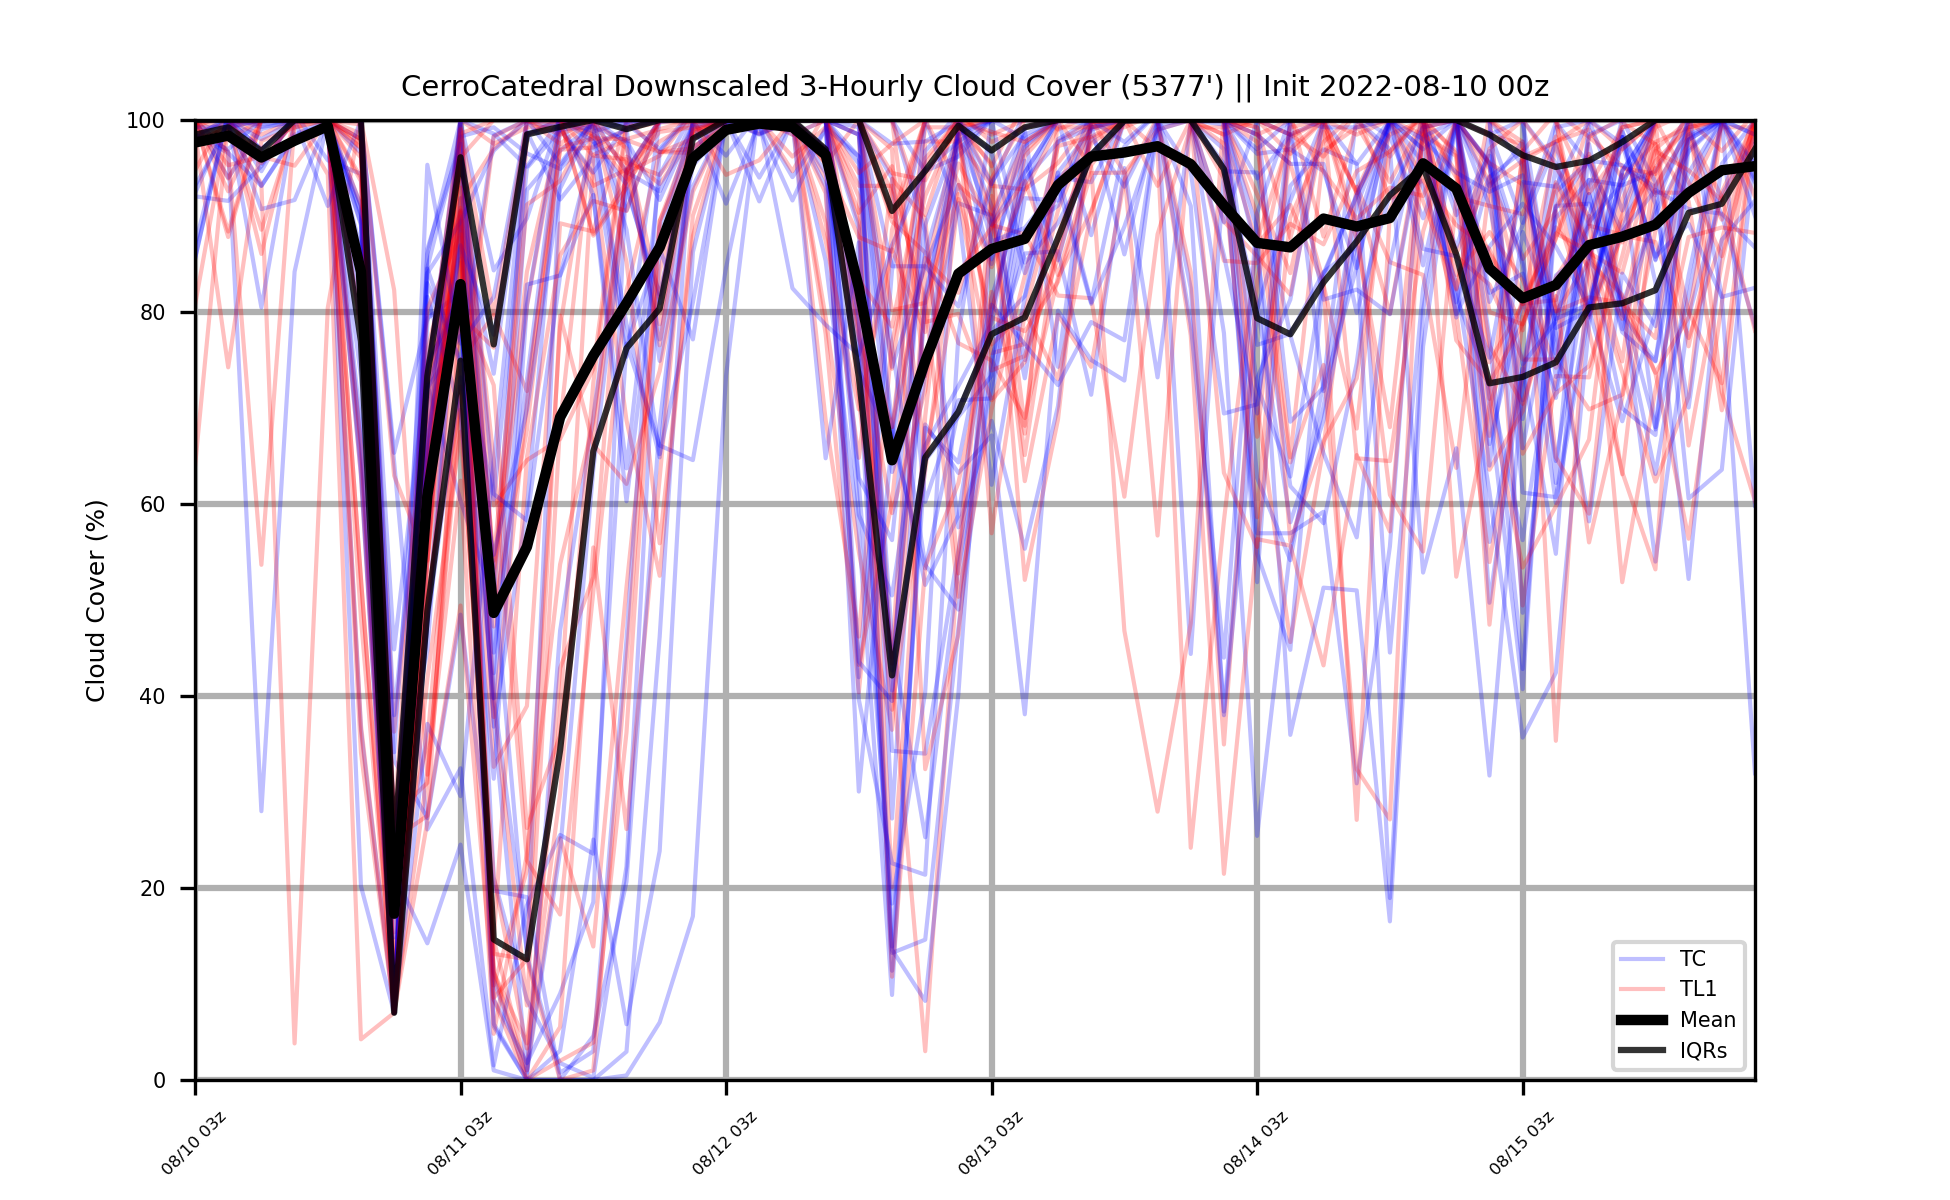 CerroCatedral Downscaled 3-Hourly Cloud Cover (5377') || Init 2022-08-10 00z
Cloud Cover (%)
100
80
60
40
20
0
08/10 03z
08/11 03z
08/12 03z
08/13 03z
08/14 03z
08/15 03z
TC
TL1
Mean
IQRs